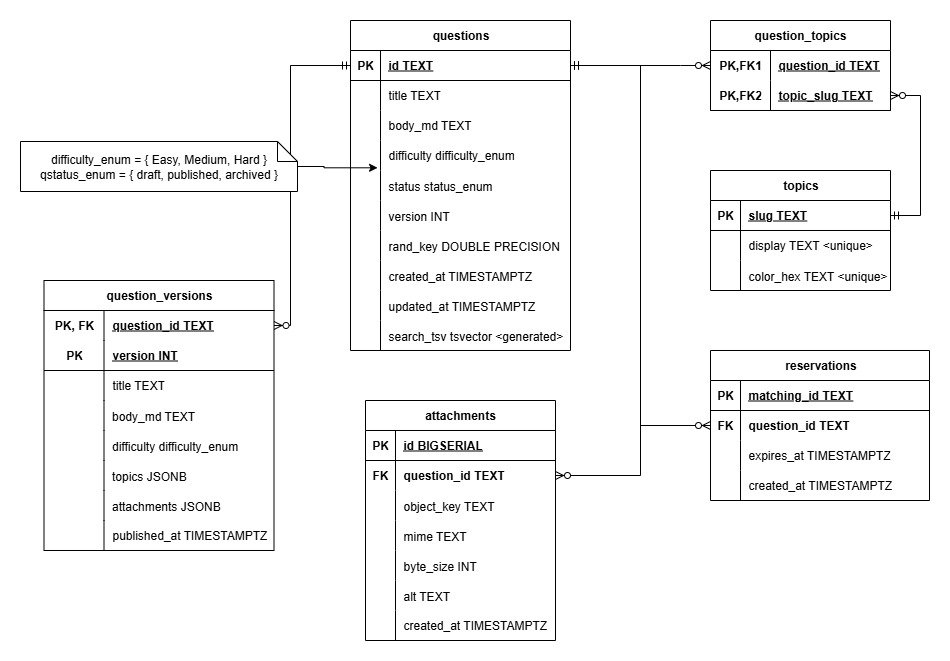 questions
PK id TEXT
title TEXT
body_md TEXT
difficulty difficulty_enum
status status_enum
version INT
rand_key DOUBLE PRECISION
created_at TIMESTAMPTZ
updated_at TIMESTAMPTZ
search_tsv tsvector <generated>
question_topics
PK,FK1 question_id TEXT
PK,FK2 topic_slug TEXT
difficulty_enum = { Easy, Medium, Hard }
qstatus_enum = { draft, published, archived }
topics
PK slug TEXT
display TEXT <unique>
color_hex TEXT <unique>
question_versions
PK, FK question_id TEXT
PK version INT
title TEXT
body_md TEXT
difficulty difficulty_enum
topics JSONB
attachments JSONB
published_at TIMESTAMPTZ
attachments
PK id BIGSERIAL
FK question_id TEXT
object_key TEXT
mime TEXT
byte_size INT
alt TEXT
created_at TIMESTAMPTZ
reservations
PK matching_id TEXT
FK question_id TEXT
expires_at TIMESTAMPTZ
created_at TIMESTAMPTZ